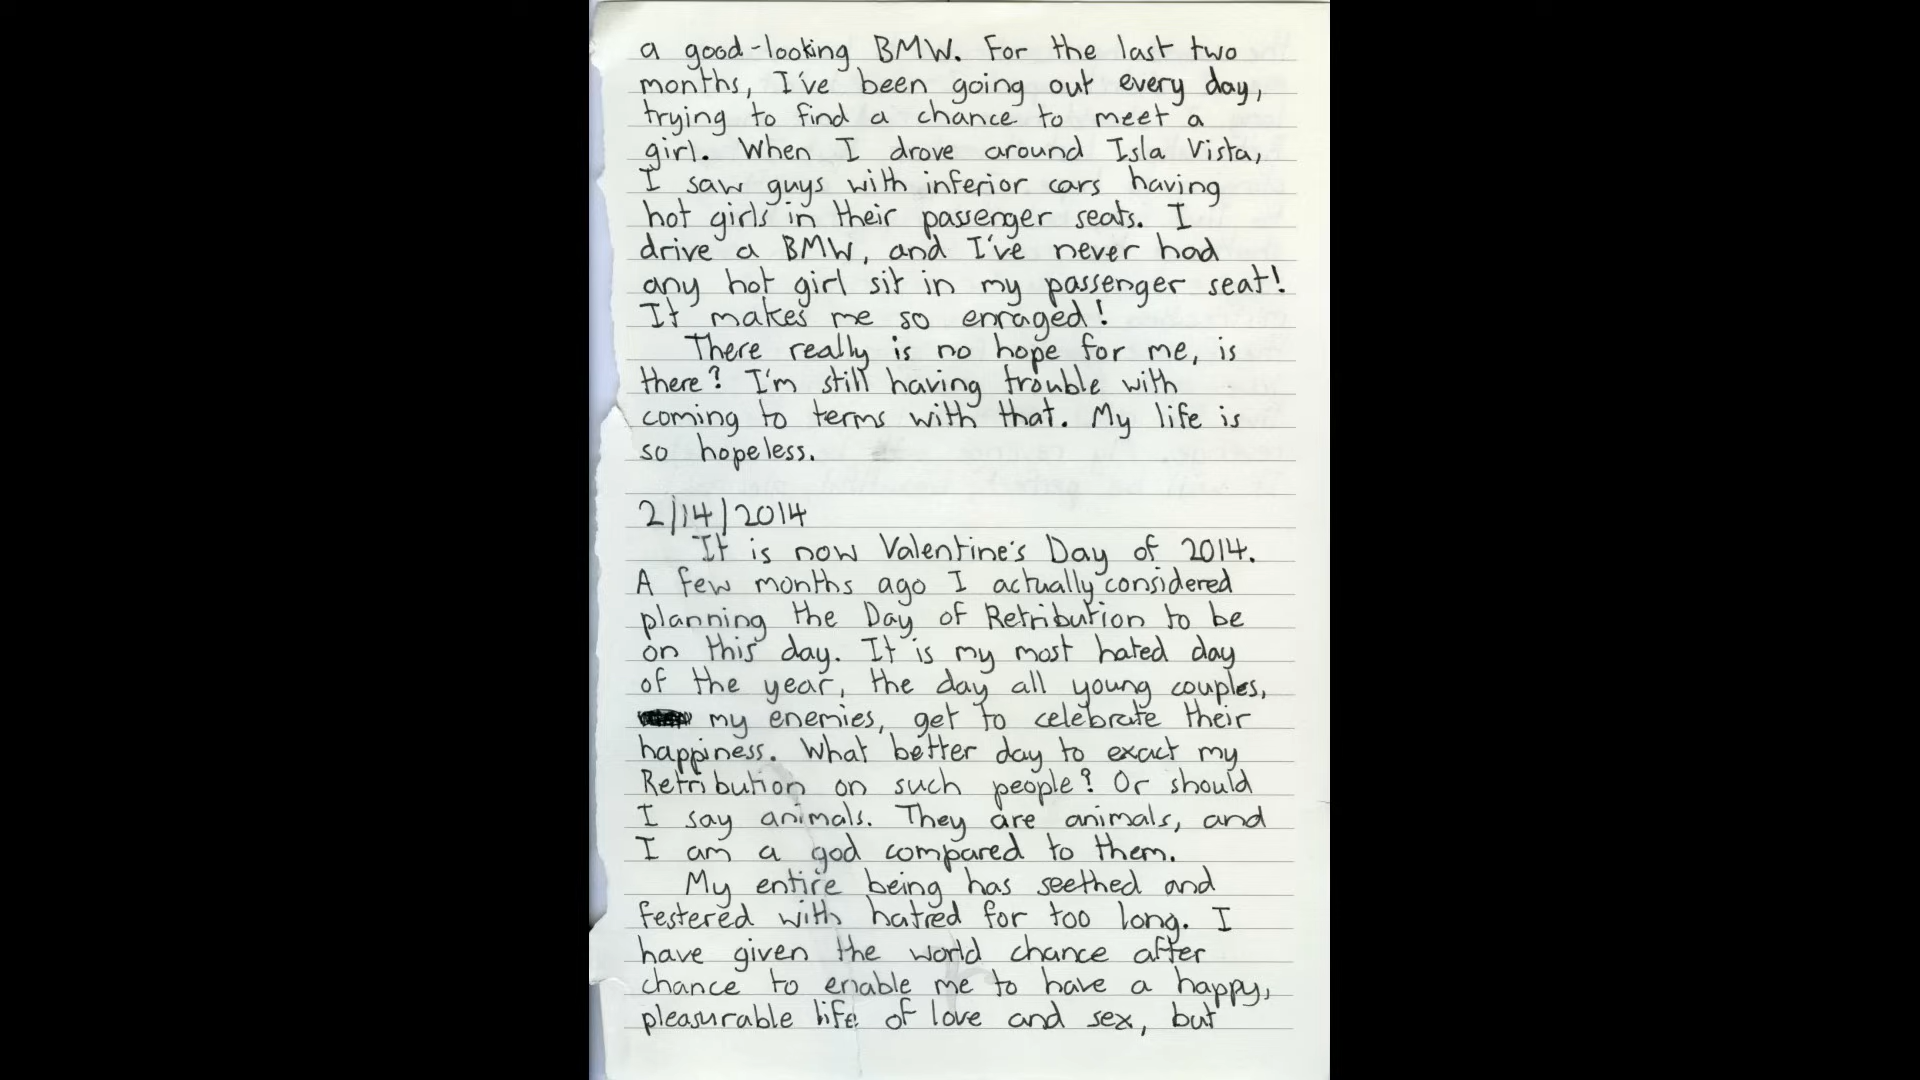 a good-looking BMW. For the last two
months, I've been going out every day,
trying to find a chance to meet a
girl. When I drove around Isla Vista,
I saw guys with inferior cars having
hot girls in their passenger seats. I
drive a BMW, and I've never had
any hot girl sit in my passenger seat!
It makes me so enraged!
There really is no hope for me, is
there? I'm still having trouble with
coming to terms with that. My life is
so hopeless.
2/14/2014
It is now Valentine's Day of 2014.
A few months ago I actually considered
planning the Day of Retribution to be
on this day. It is my most hated day
of the year, the day all young couples,
my enemies, get to celebrate their
happiness. What better day to exact my
Retribution on such people? Or should
I say animals. They are animals, and
I am a god compared to them.
My entire being has seethed and
festered with hatred for too long. I
have given the world chance after
chance to enable me to have a happy,
pleasurable life of love and sex, but